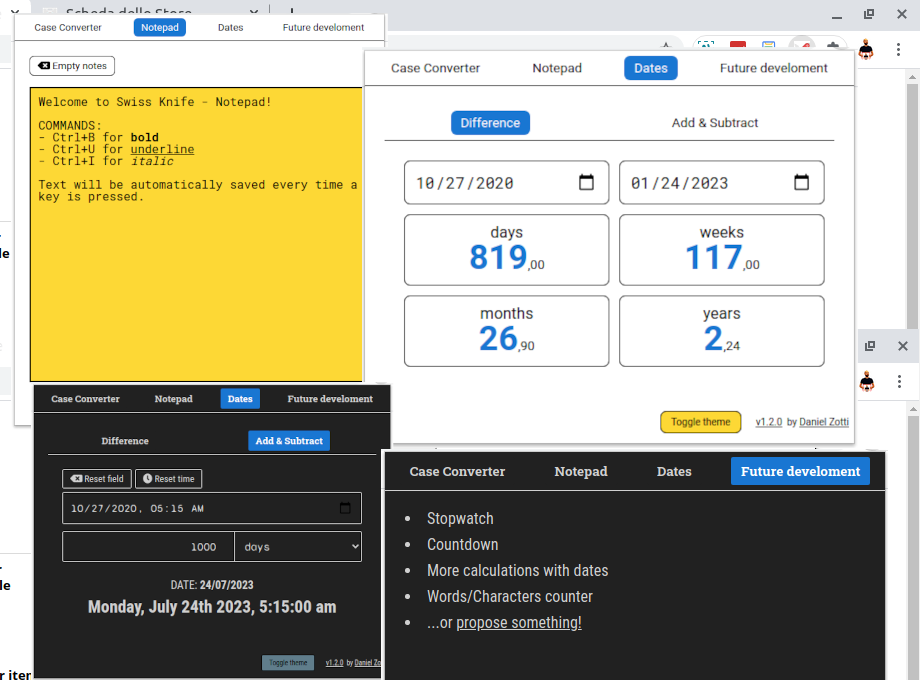 Scheda dello Store
Case Converter
Notepad
Dates
Future develoment
Empty notes
Welcome to Swiss Knife - Notepad!
COMMANDS:
- Ctrl+B for bold
- Ctrl+U for underline
- Ctrl+I for italic
Text will be automatically saved every time a
key is pressed.
Case Converter
Notepad
Dates
Future develoment
Difference
Add & Subtract
10/27/2020
01/24/2023
days
819,00
weeks
117,00
months
26,90
years
2,24
Toggle theme
v1.2.0 by Daniel Zotti
Case Converter
Notepad
Dates
Future develoment
Difference
Add & Subtract
Reset field
Reset time
10/27/2020, 05:15 AM
1000
days
DATE: 24/07/2023
Monday, July 24th 2023, 5:15:00 am
Toggle theme
v1.2.0 by Daniel Zo
Case Converter
Notepad
Dates
Future develoment
• Stopwatch
• Countdown
• More calculations with dates
• Words/Characters counter
• ...or propose something!